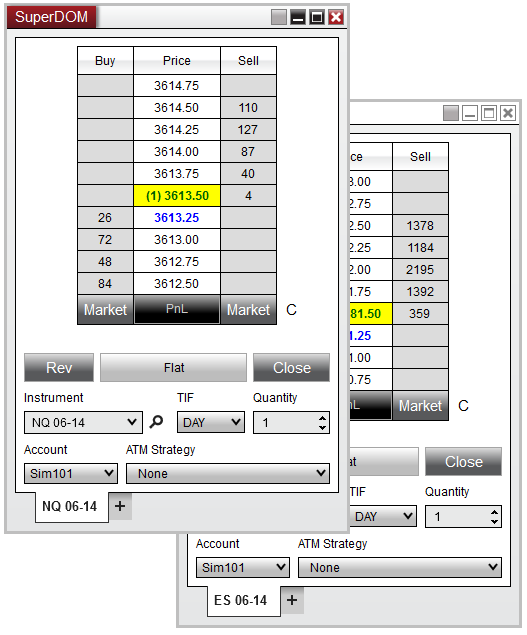 SuperDOM
Buy Price Sell
3614.75
3614.50 110
3614.25 127
3614.00 87
3613.75 40
(1) 3613.50 4
26 3613.25
72 3613.00
48 3612.75
84 3612.50
Market PnL Market C
Rev Flat Close
Instrument TIF Quantity
NQ 06-14 DAY 1
Account ATM Strategy
Sim101 None
NQ 06-14 +
ce Sell
3.00
2.75
2.50 1378
2.25 1184
2.00 2195
1.75 1392
81.50 359
1.25
1.00
0.75
nL Market C
at Close
TIF Quantity
DAY 1
Account ATM Strategy
Sim101 None
ES 06-14 +